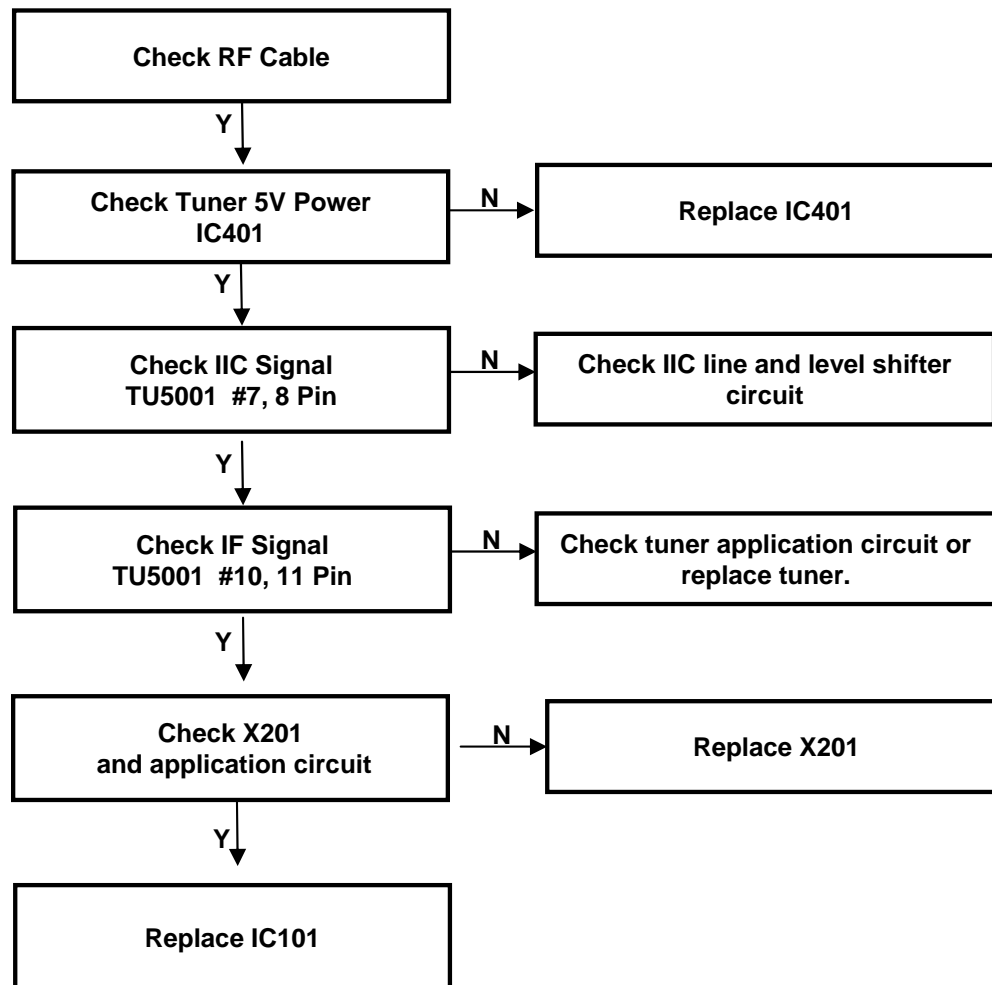 Check RF Cable
Y
Check Tuner 5V Power
IC401
N
Replace IC401
Y
Check IIC Signal
TU5001 #7, 8 Pin
N
Check IIC line and level shifter
circuit
Y
Check IF Signal
TU5001 #10, 11 Pin
N
Check tuner application circuit or
replace tuner.
Y
Check X201
and application circuit
N
Replace X201
Y
Replace IC101